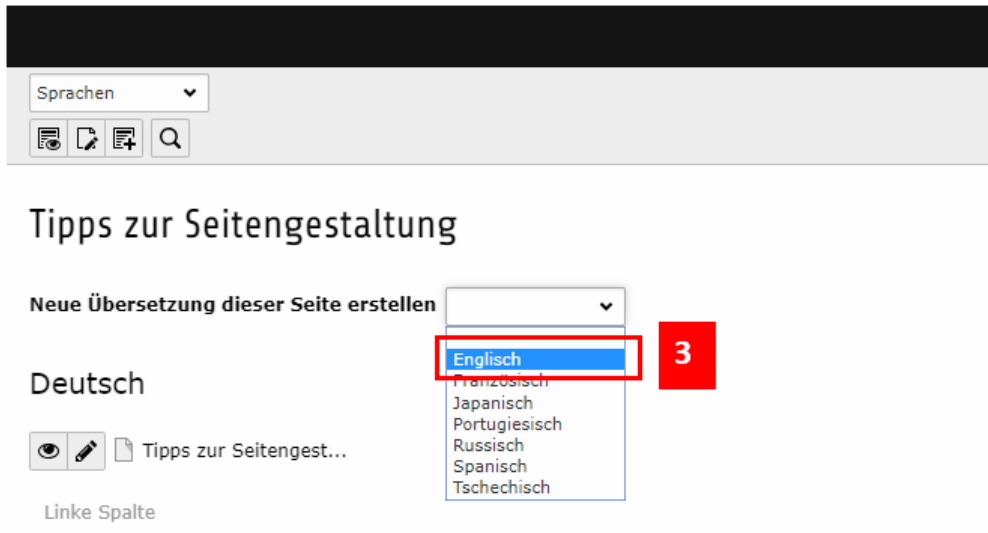 Sprachen
Tipps zur Seitengestaltung
Neue Übersetzung dieser Seite erstellen
Englisch
3
Französisch
Japanisch
Portugiesisch
Russisch
Spanisch
Tschechisch
Deutsch
Tipps zur Seitengest...
Linke Spalte